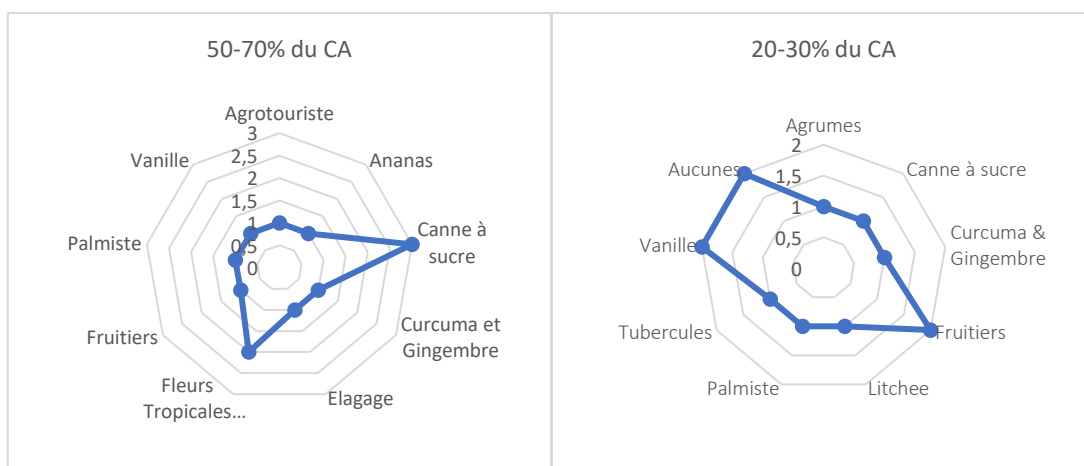 50-70% du CA
Agrotouriste
3
2,5
2
1,5
1
0,5
0
Ananas
Canne à
sucre
Curcuma et
Gingembre
Elagage
Fleurs
Tropicales...
Fruitiers
Palmiste
Vanille
20-30% du CA
Agrumes
2
1,5
1
0,5
0
Canne à sucre
Curcuma &
Gingembre
Fruitiers
Litchee
Palmiste
Tubercules
Vanille
Aucunes